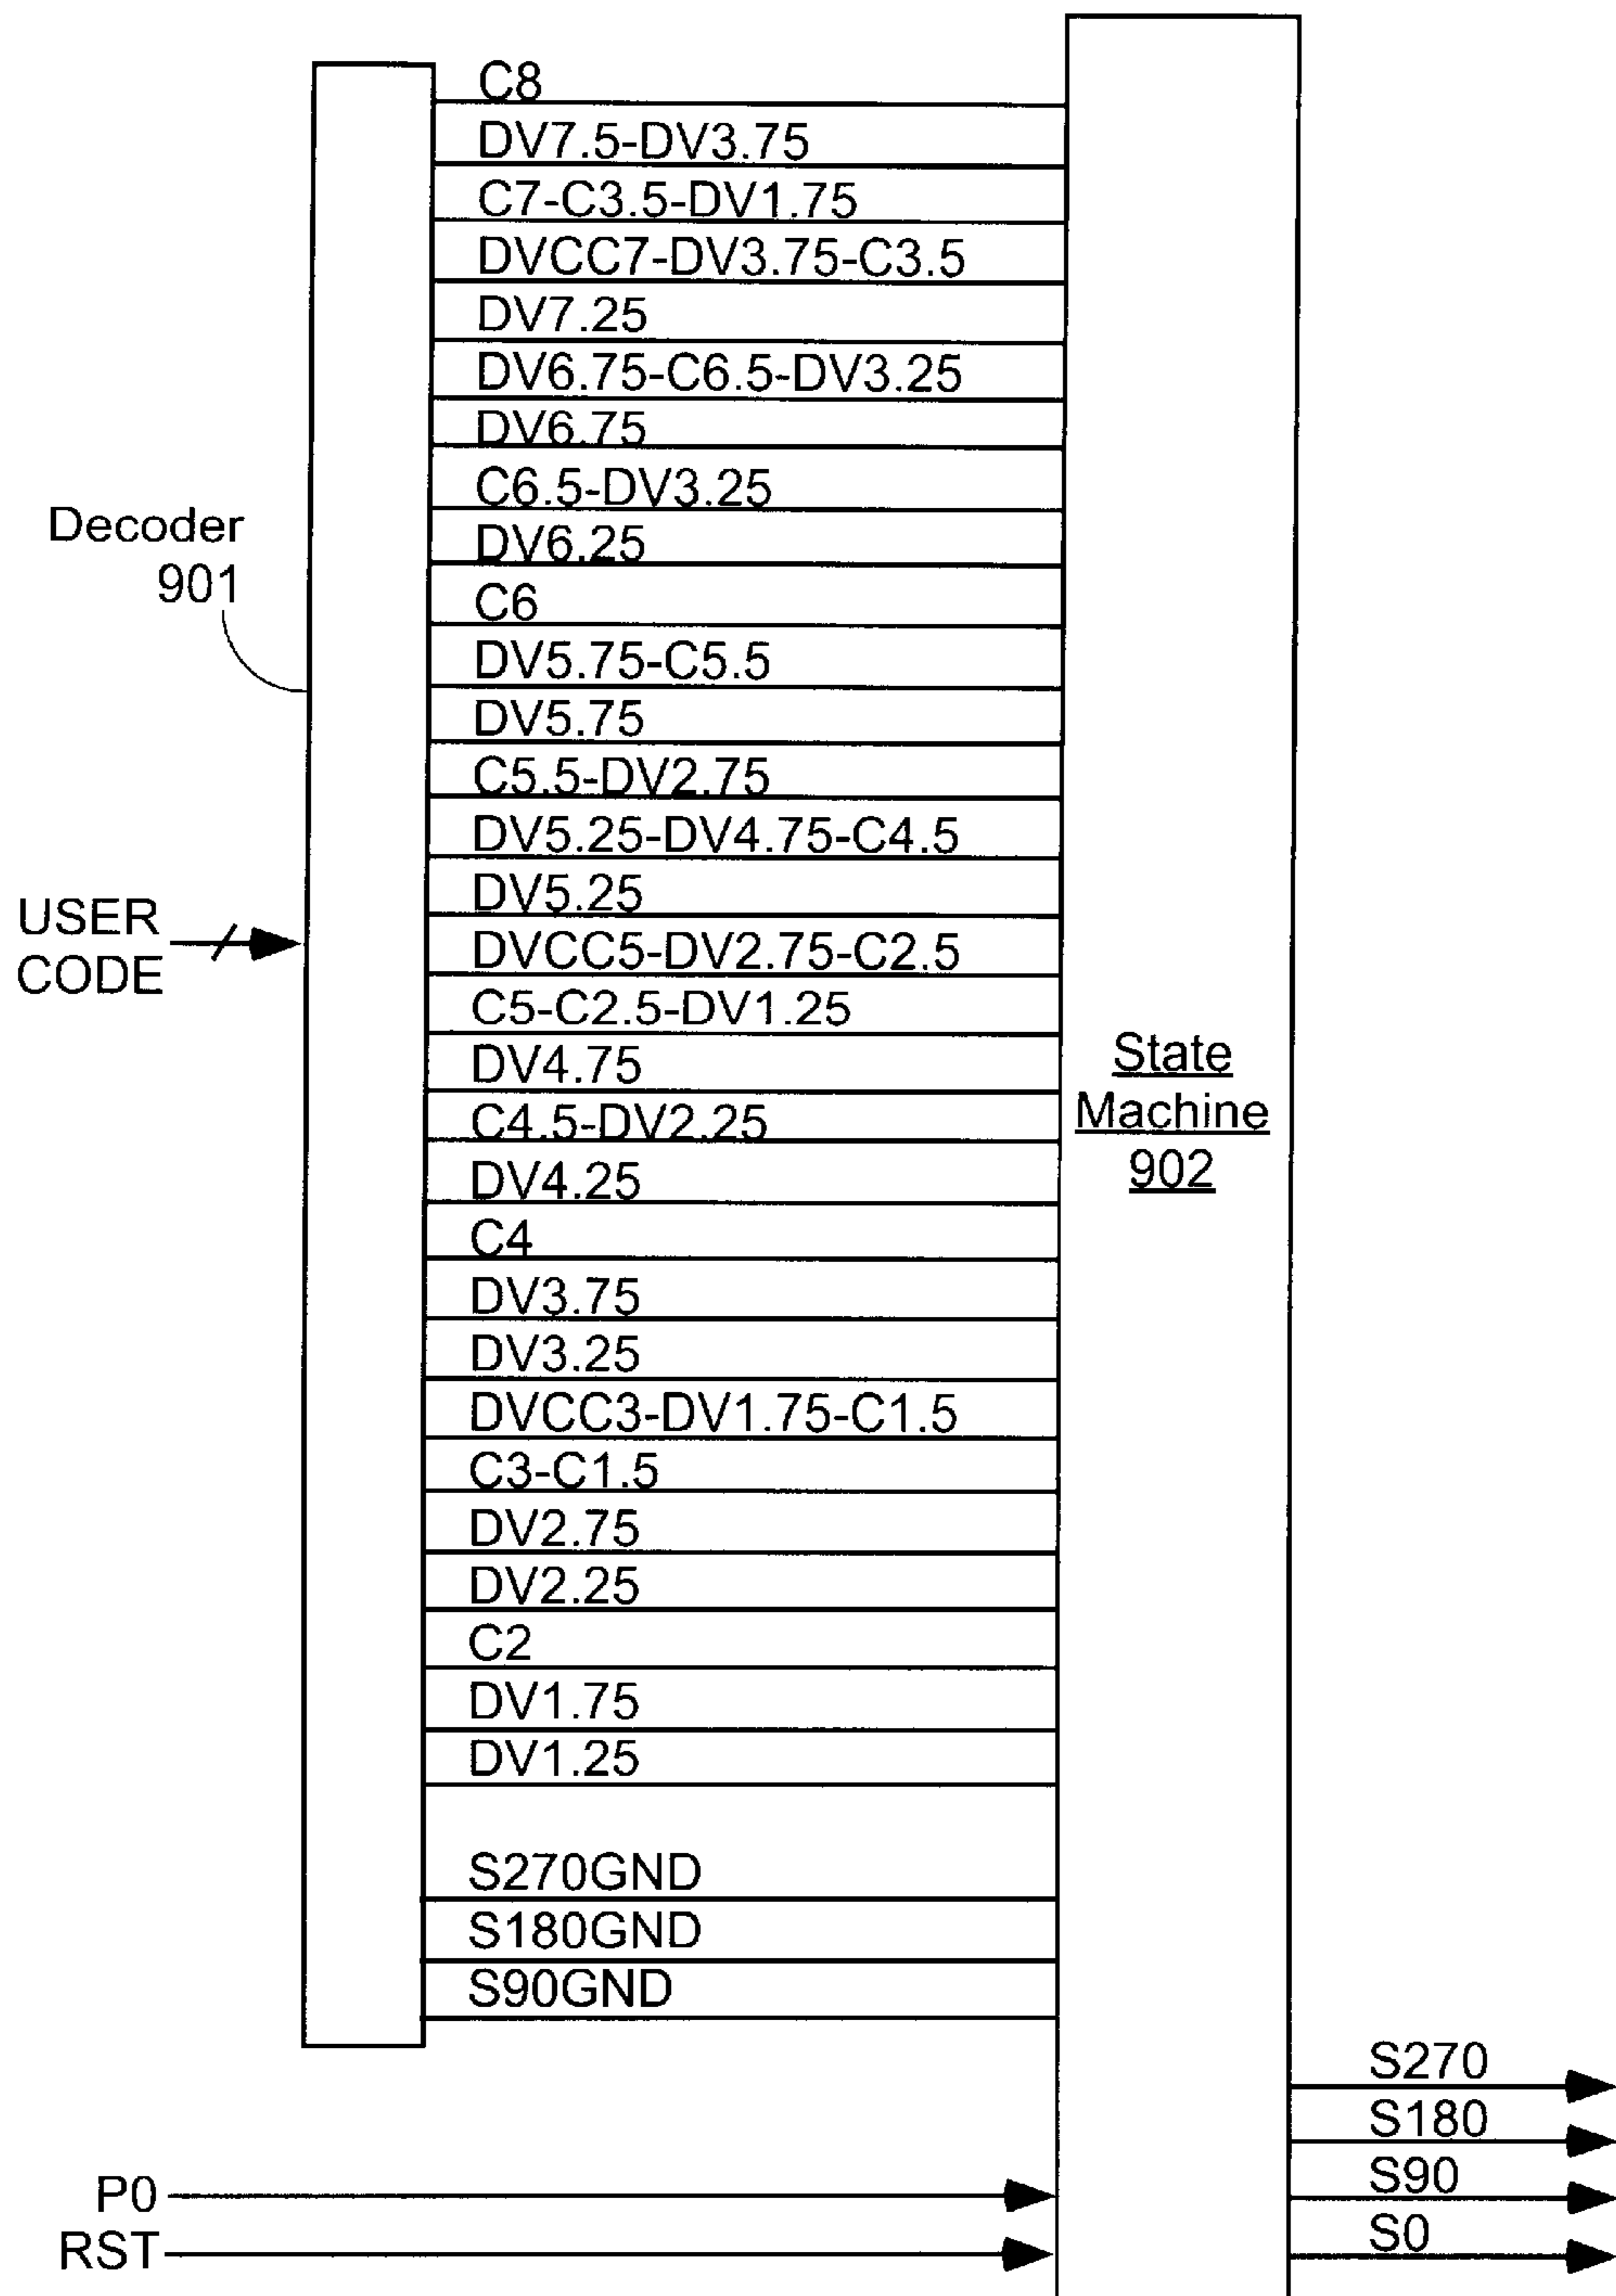 C8
DV7.5-DV3.75
C7-C3.5-DV1.75
DVCC7-DV3.75-C3.5
DV7.25
DV6.75-C6.5-DV3.25
DV6.75
C6.5-DV3.25
DV6.25
C6
DV5.75-C5.5
DV5.75
C5.5-DV2.75
DV5.25-DV4.75-C4.5
DV5.25
DVCC5-DV2.75-C2.5
C5-C2.5-DV1.25
DV4.75
C4.5-DV2.25
DV4.25
C4
DV3.75
DV3.25
DVCC3-DV1.75-C1.5
C3-C1.5
DV2.75
DV2.25
C2
DV1.75
DV1.25
S270GND
S180GND
S90GND
Decoder
901
USER
CODE
State
Machine
902
P0
RST
S270
S180
S90
S0